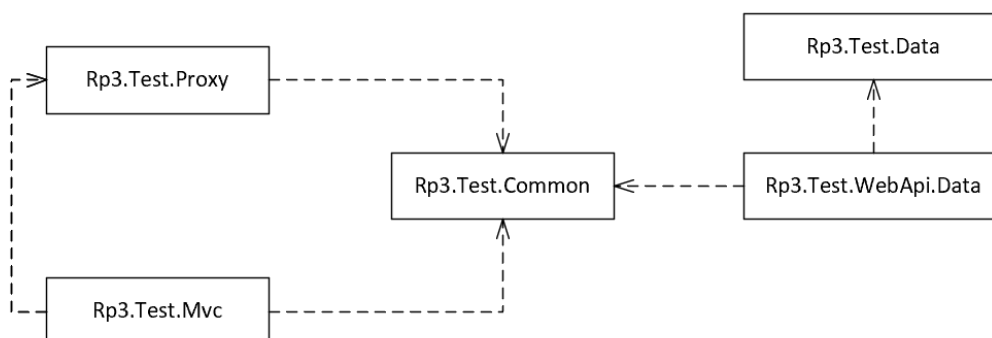 Rp3.Test.Data
Rp3.Test.Proxy
Rp3.Test.Common
Rp3.Test.WebApi.Data
Rp3.Test.Mvc